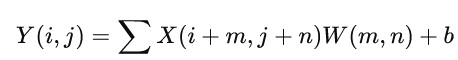 Y(i, j) = ∑ X(i + m, j + n)W(m, n) + b